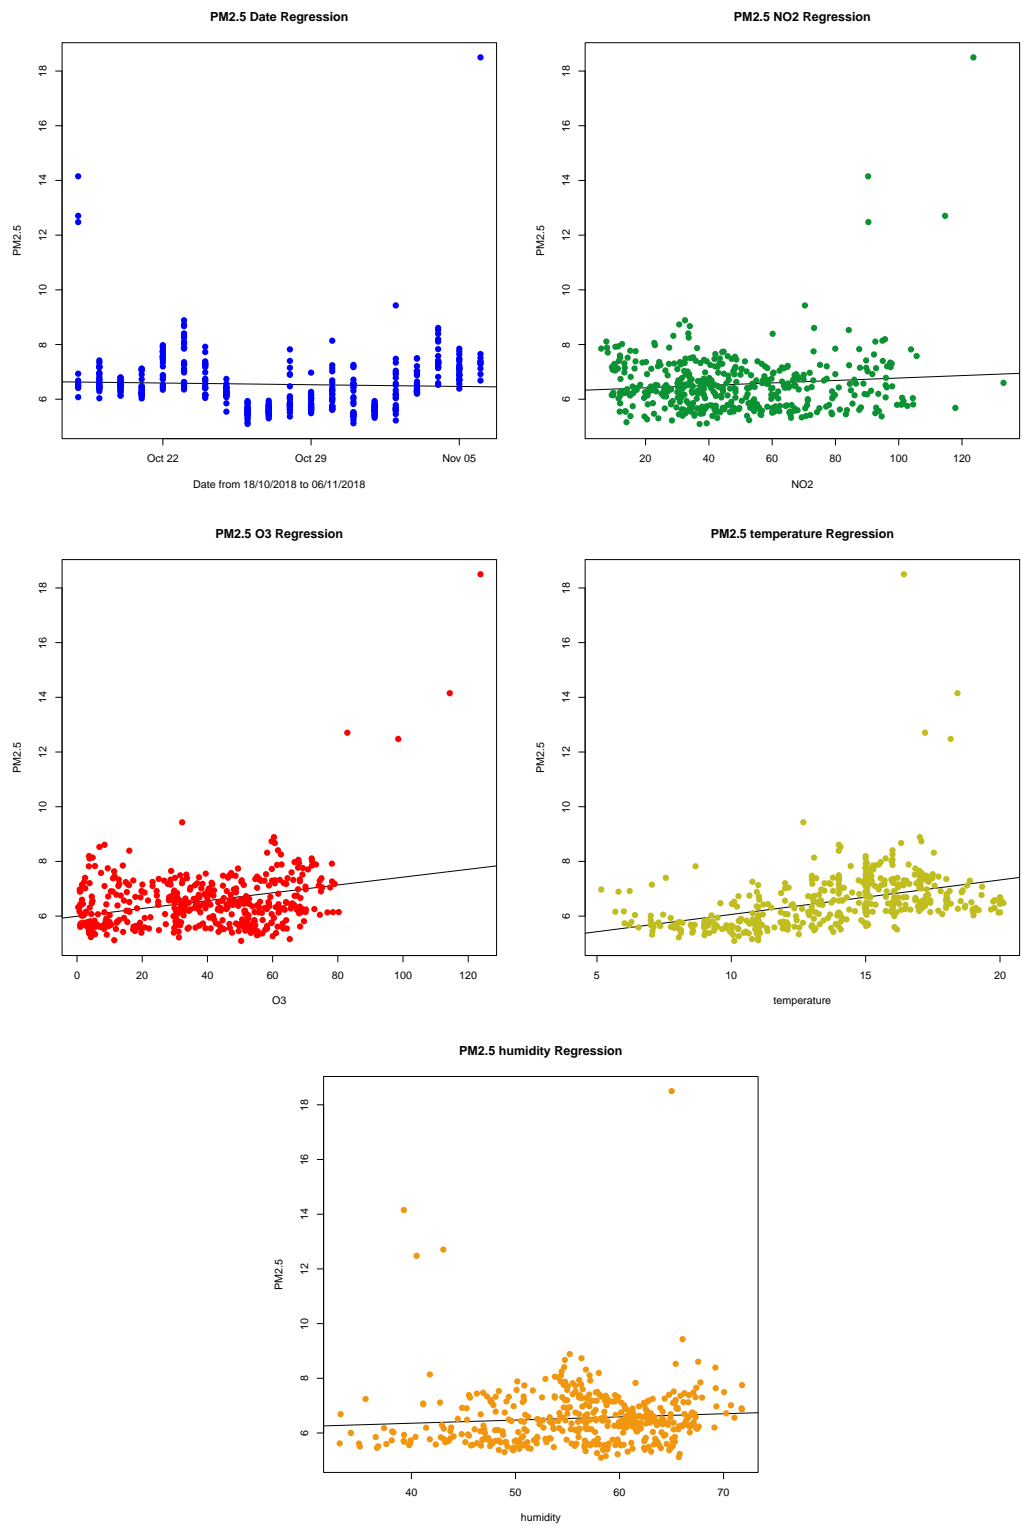 PM2.5 Date Regression
PM2.5
18
16
14
12
10
8
6
Oct 22 Oct 29 Nov 05
Date from 18/10/2018 to 06/11/2018
PM2.5 NO2 Regression
PM2.5
18
16
14
12
10
8
6
20 40 60 80 100 120
NO2
PM2.5 O3 Regression
PM2.5
18
16
14
12
10
8
6
0 20 40 60 80 100 120
O3
PM2.5 temperature Regression
PM2.5
18
16
14
12
10
8
6
5 10 15 20
temperature
PM2.5 humidity Regression
PM2.5
18
16
14
12
10
8
6
40 50 60 70
humidity